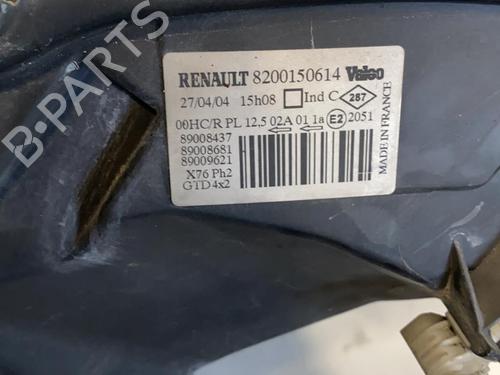 RENAULT 8200150614 Valeo
27/04/04 15h08 Ind C 287
00HC/R PL 12,5 02A 01 1a E2 2051
89008437
89008681
89009621
X76 Ph2
GTD 4x2
MADE IN FRANCE
B-PARTS